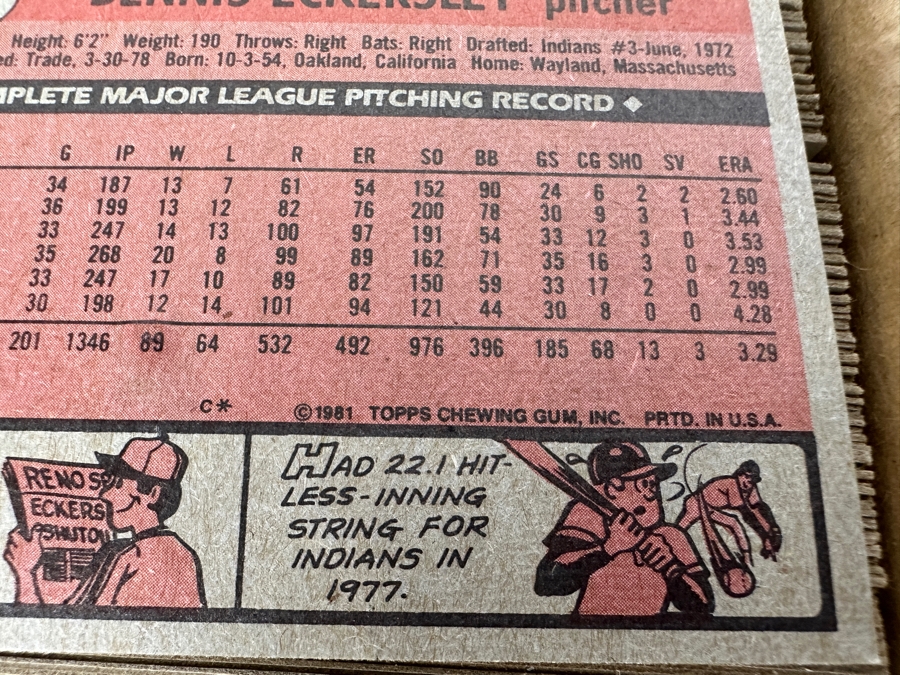 DENNIS ECKERSLEY pitcher
Height: 6'2" Weight: 190 Throws: Right Bats: Right Drafted: Indians #3-June, 1972
Trade, 3-30-78 Born: 10-3-54, Oakland, California Home: Wayland, Massachusetts
MPLETE MAJOR LEAGUE PITCHING RECORD ◆
G IP W L R ER SO BB GS CG SHO SV ERA
34 187 13 7 61 54 152 90 24 6 2 2 2.60
36 199 13 12 82 76 200 78 30 9 3 1 3.44
33 247 14 13 100 97 191 54 33 12 3 0 3.53
35 268 20 8 99 89 162 71 35 16 3 0 2.99
33 247 17 10 89 82 150 59 33 17 2 0 2.99
30 198 12 14 101 94 121 44 30 8 0 0 4.28
201 1346 89 64 532 492 976 396 185 68 13 3 3.29
C*
©1981 TOPPS CHEWING GUM, INC. PRTD. IN U.S.A.
RENO S
ECKERS
SHUTOU
HAD 22.1 HIT-
LESS-INNING
STRING FOR
INDIANS IN
1977.